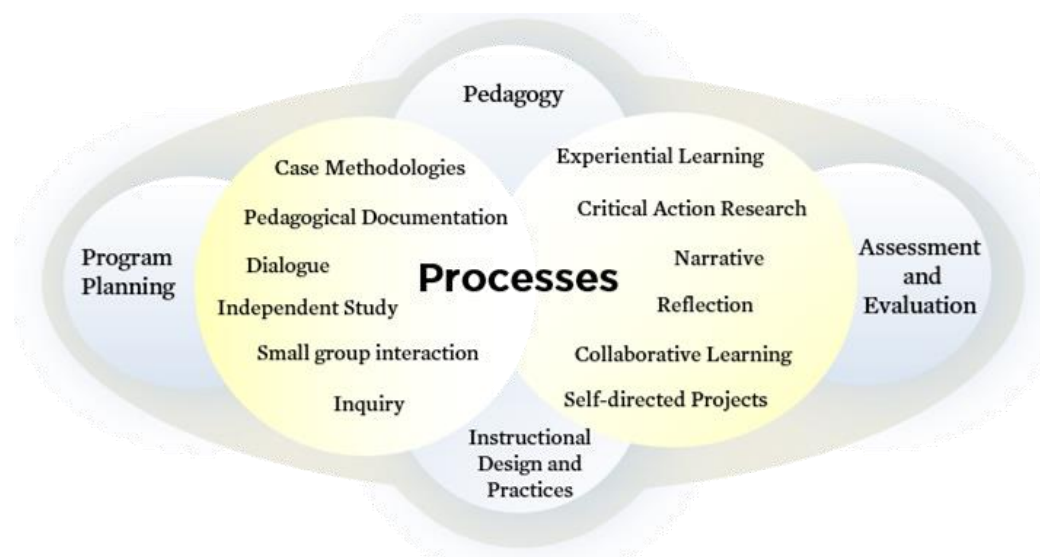 Pedagogy
Case Methodologies
Pedagogical Documentation
Dialogue
Independent Study
Small group interaction
Inquiry
Processes
Experiential Learning
Critical Action Research
Narrative
Reflection
Collaborative Learning
Self-directed Projects
Program
Planning
Assessment
and
Evaluation
Instructional
Design and
Practices